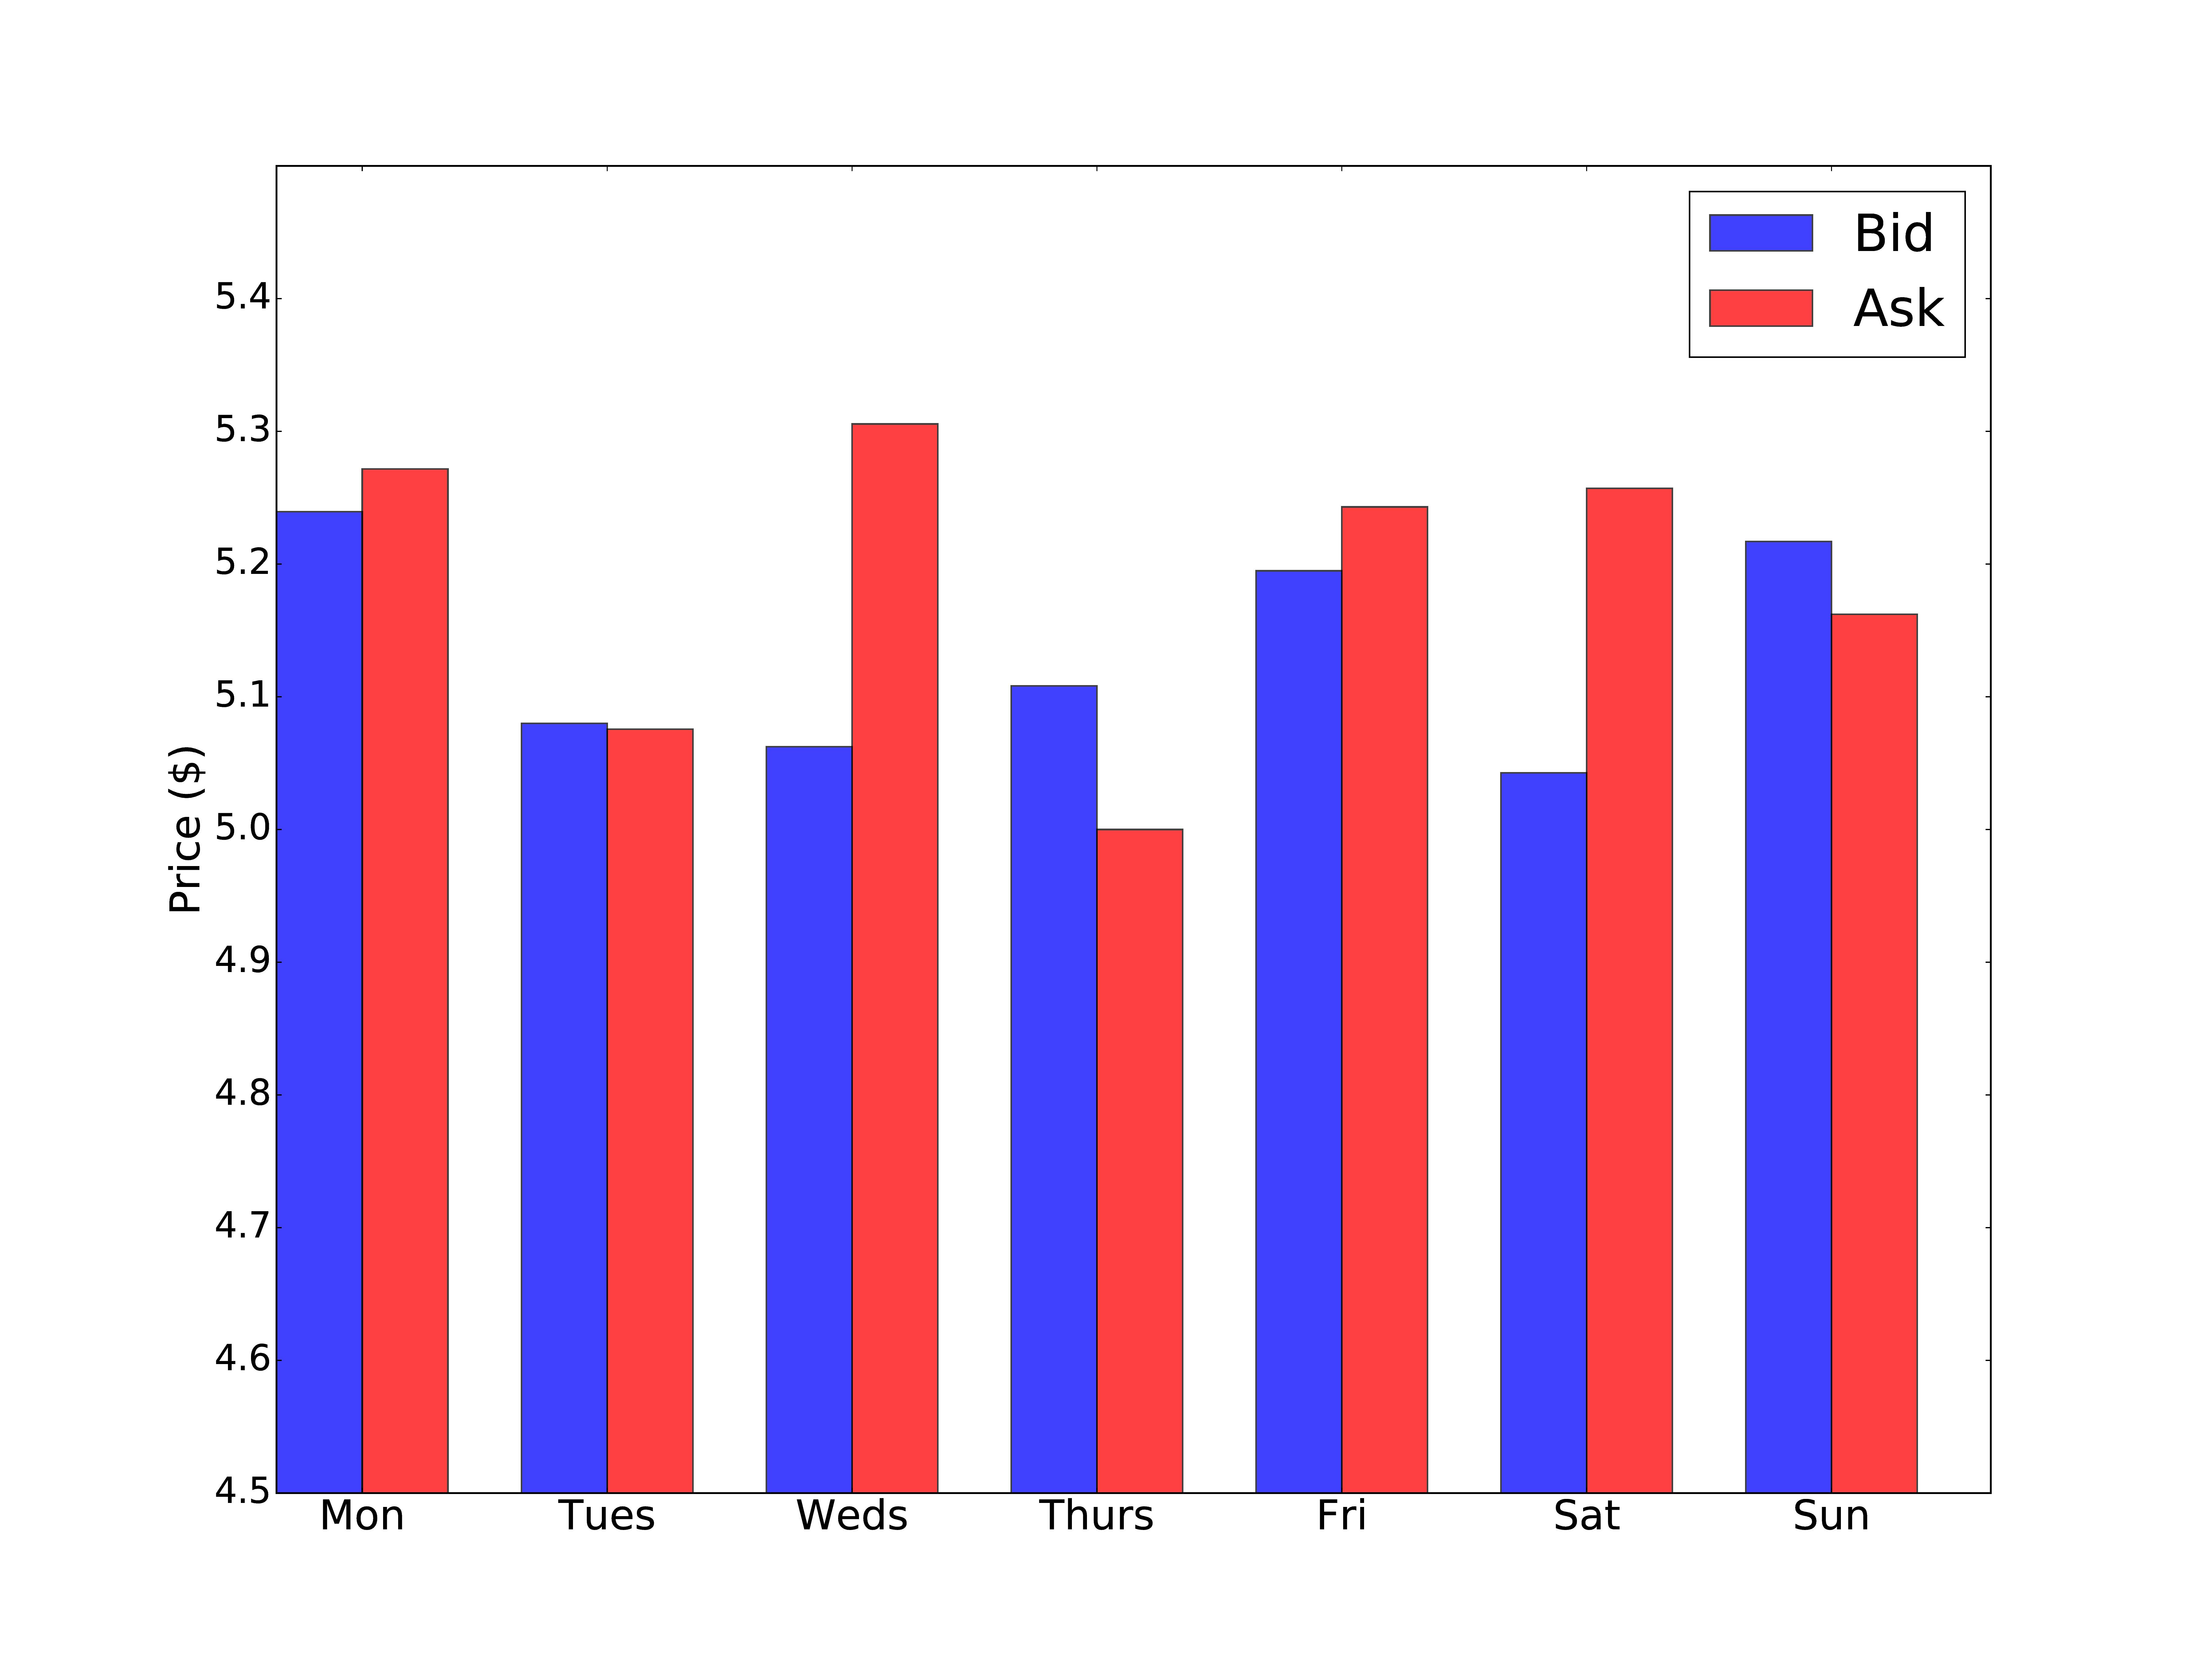 Bid
Ask
5.4
5.3
5.2
5.1
5.0
4.9
4.8
4.7
4.6
4.5
Price ($)
Mon Tues Weds Thurs Fri Sat Sun